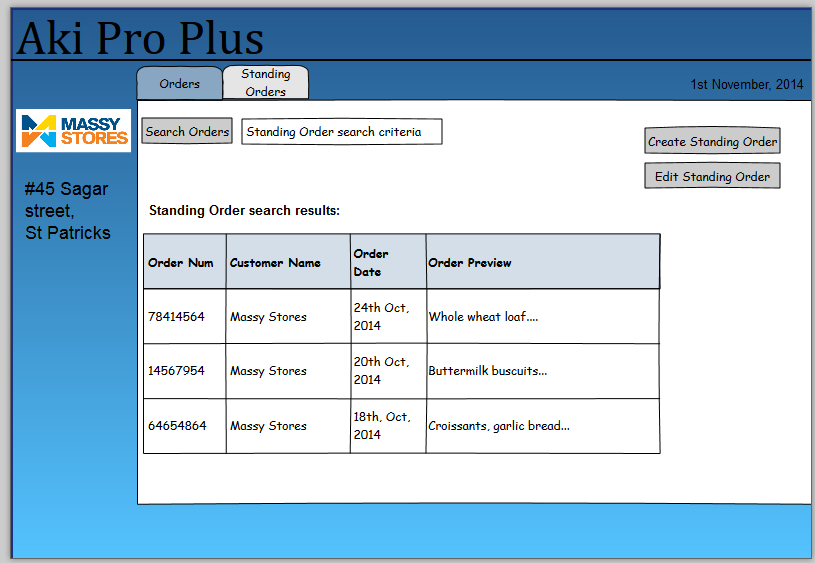 Aki Pro Plus
Orders
Standing
Orders
1st November, 2014
MASSY
STORES
#45 Sagar
street,
St Patricks
Search Orders
Standing Order search criteria
Create Standing Order
Edit Standing Order
Standing Order search results:
Order Num Customer Name Order Date Order Preview
78414564 Massy Stores 24th Oct, 2014 Whole wheat loaf....
14567954 Massy Stores 20th Oct, 2014 Buttermilk buscuits...
64654864 Massy Stores 18th, Oct, 2014 Croissants, garlic bread...